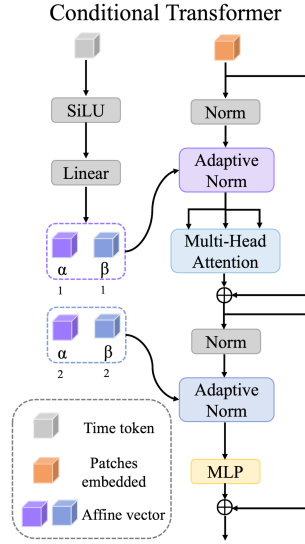 Conditional Transformer
SiLU
Linear
α β
1 1
α β
2 2
Norm
Adaptive
Norm
Multi-Head
Attention
Norm
Adaptive
Norm
MLP
Time token
Patches
embedded
Affine vector